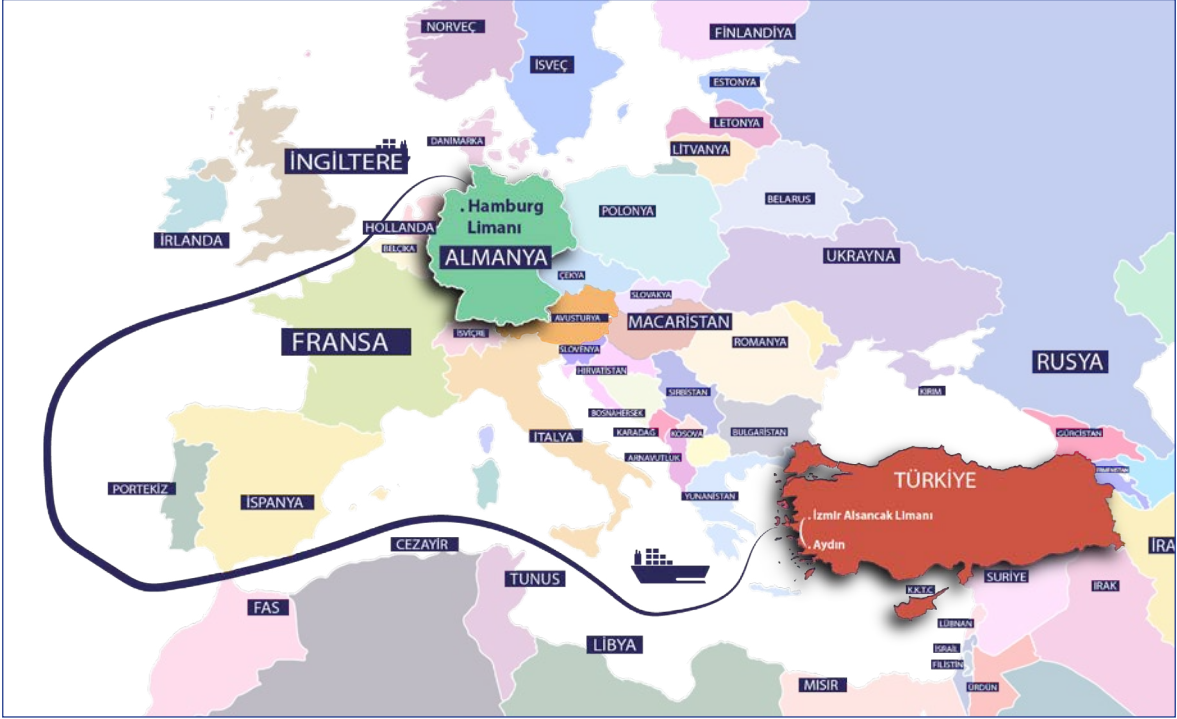 NORVEÇ
FİNLANDİYA
İSVEÇ
ESTONYA
LETONYA
DANİMARKA
LİTVANYA
İNGİLTERE
BELARUS
. Hamburg
Limanı
POLONYA
HOLLANDA
İRLANDA
BELÇİKA
ALMANYA
UKRAYNA
ÇEKYA
SLOVAKYA
AVUSTURYA
MACARİSTAN
İSVİÇRE
FRANSA
ROMANYA
SLOVENYA
RUSYA
HIRVATİSTAN
SIRBİSTAN
KIRIM
BOSNAHERSEK
KARADAĞ
KOSOVA
BULGARİSTAN
GÜRCİSTAN
İTALYA
ARNAVUTLUK
TÜRKİYE
PORTEKİZ
İSPANYA
YUNANİSTAN
. İzmir Alsancak Limanı
. Aydın
CEZAYİR
İRA
TUNUS
SURİYE
IRAK
K.K.T.C
FAS
LÜBNAN
LİBYA
İSRAİL
FİLİSTİN
MISIR
ÜRDÜN